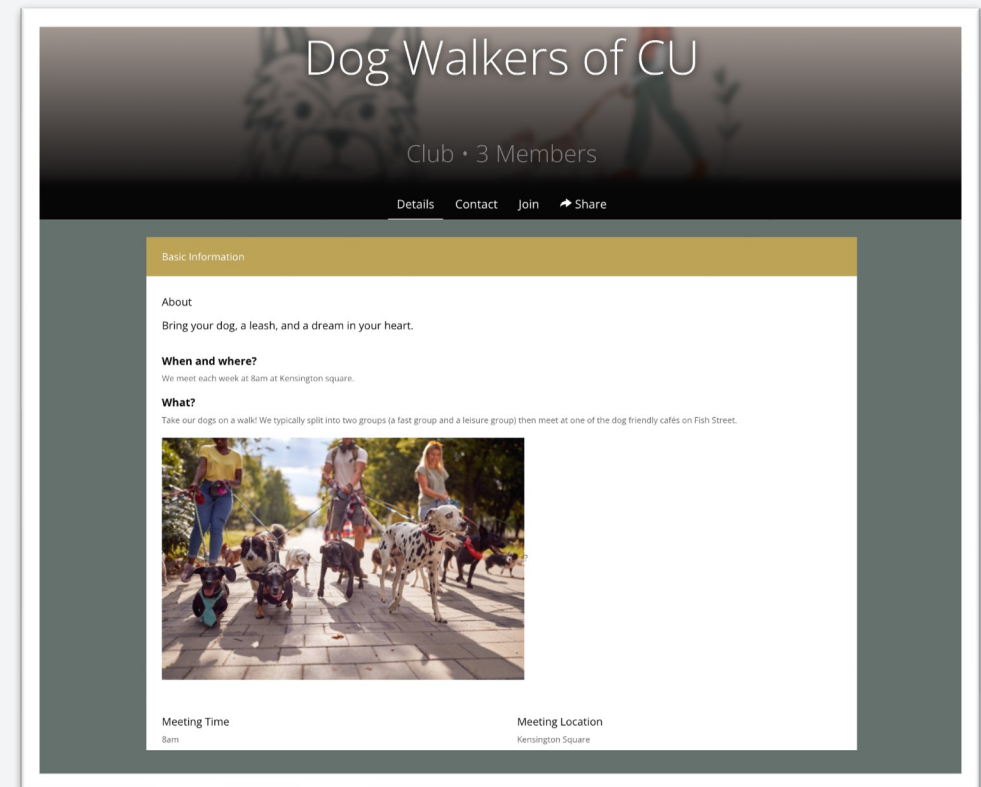 Dog Walkers of CU
Club • 3 Members
Details Contact Join Share
Basic Information
About
Bring your dog, a leash, and a dream in your heart.
When and where?
We meet each week at 8am at Kensington square.
What?
Take our dogs on a walk! We typically split into two groups (a fast group and a leisure group) then meet at one of the dog friendly cafés on Fish Street.
?
Meeting Time Meeting Location
8am Kensington Square